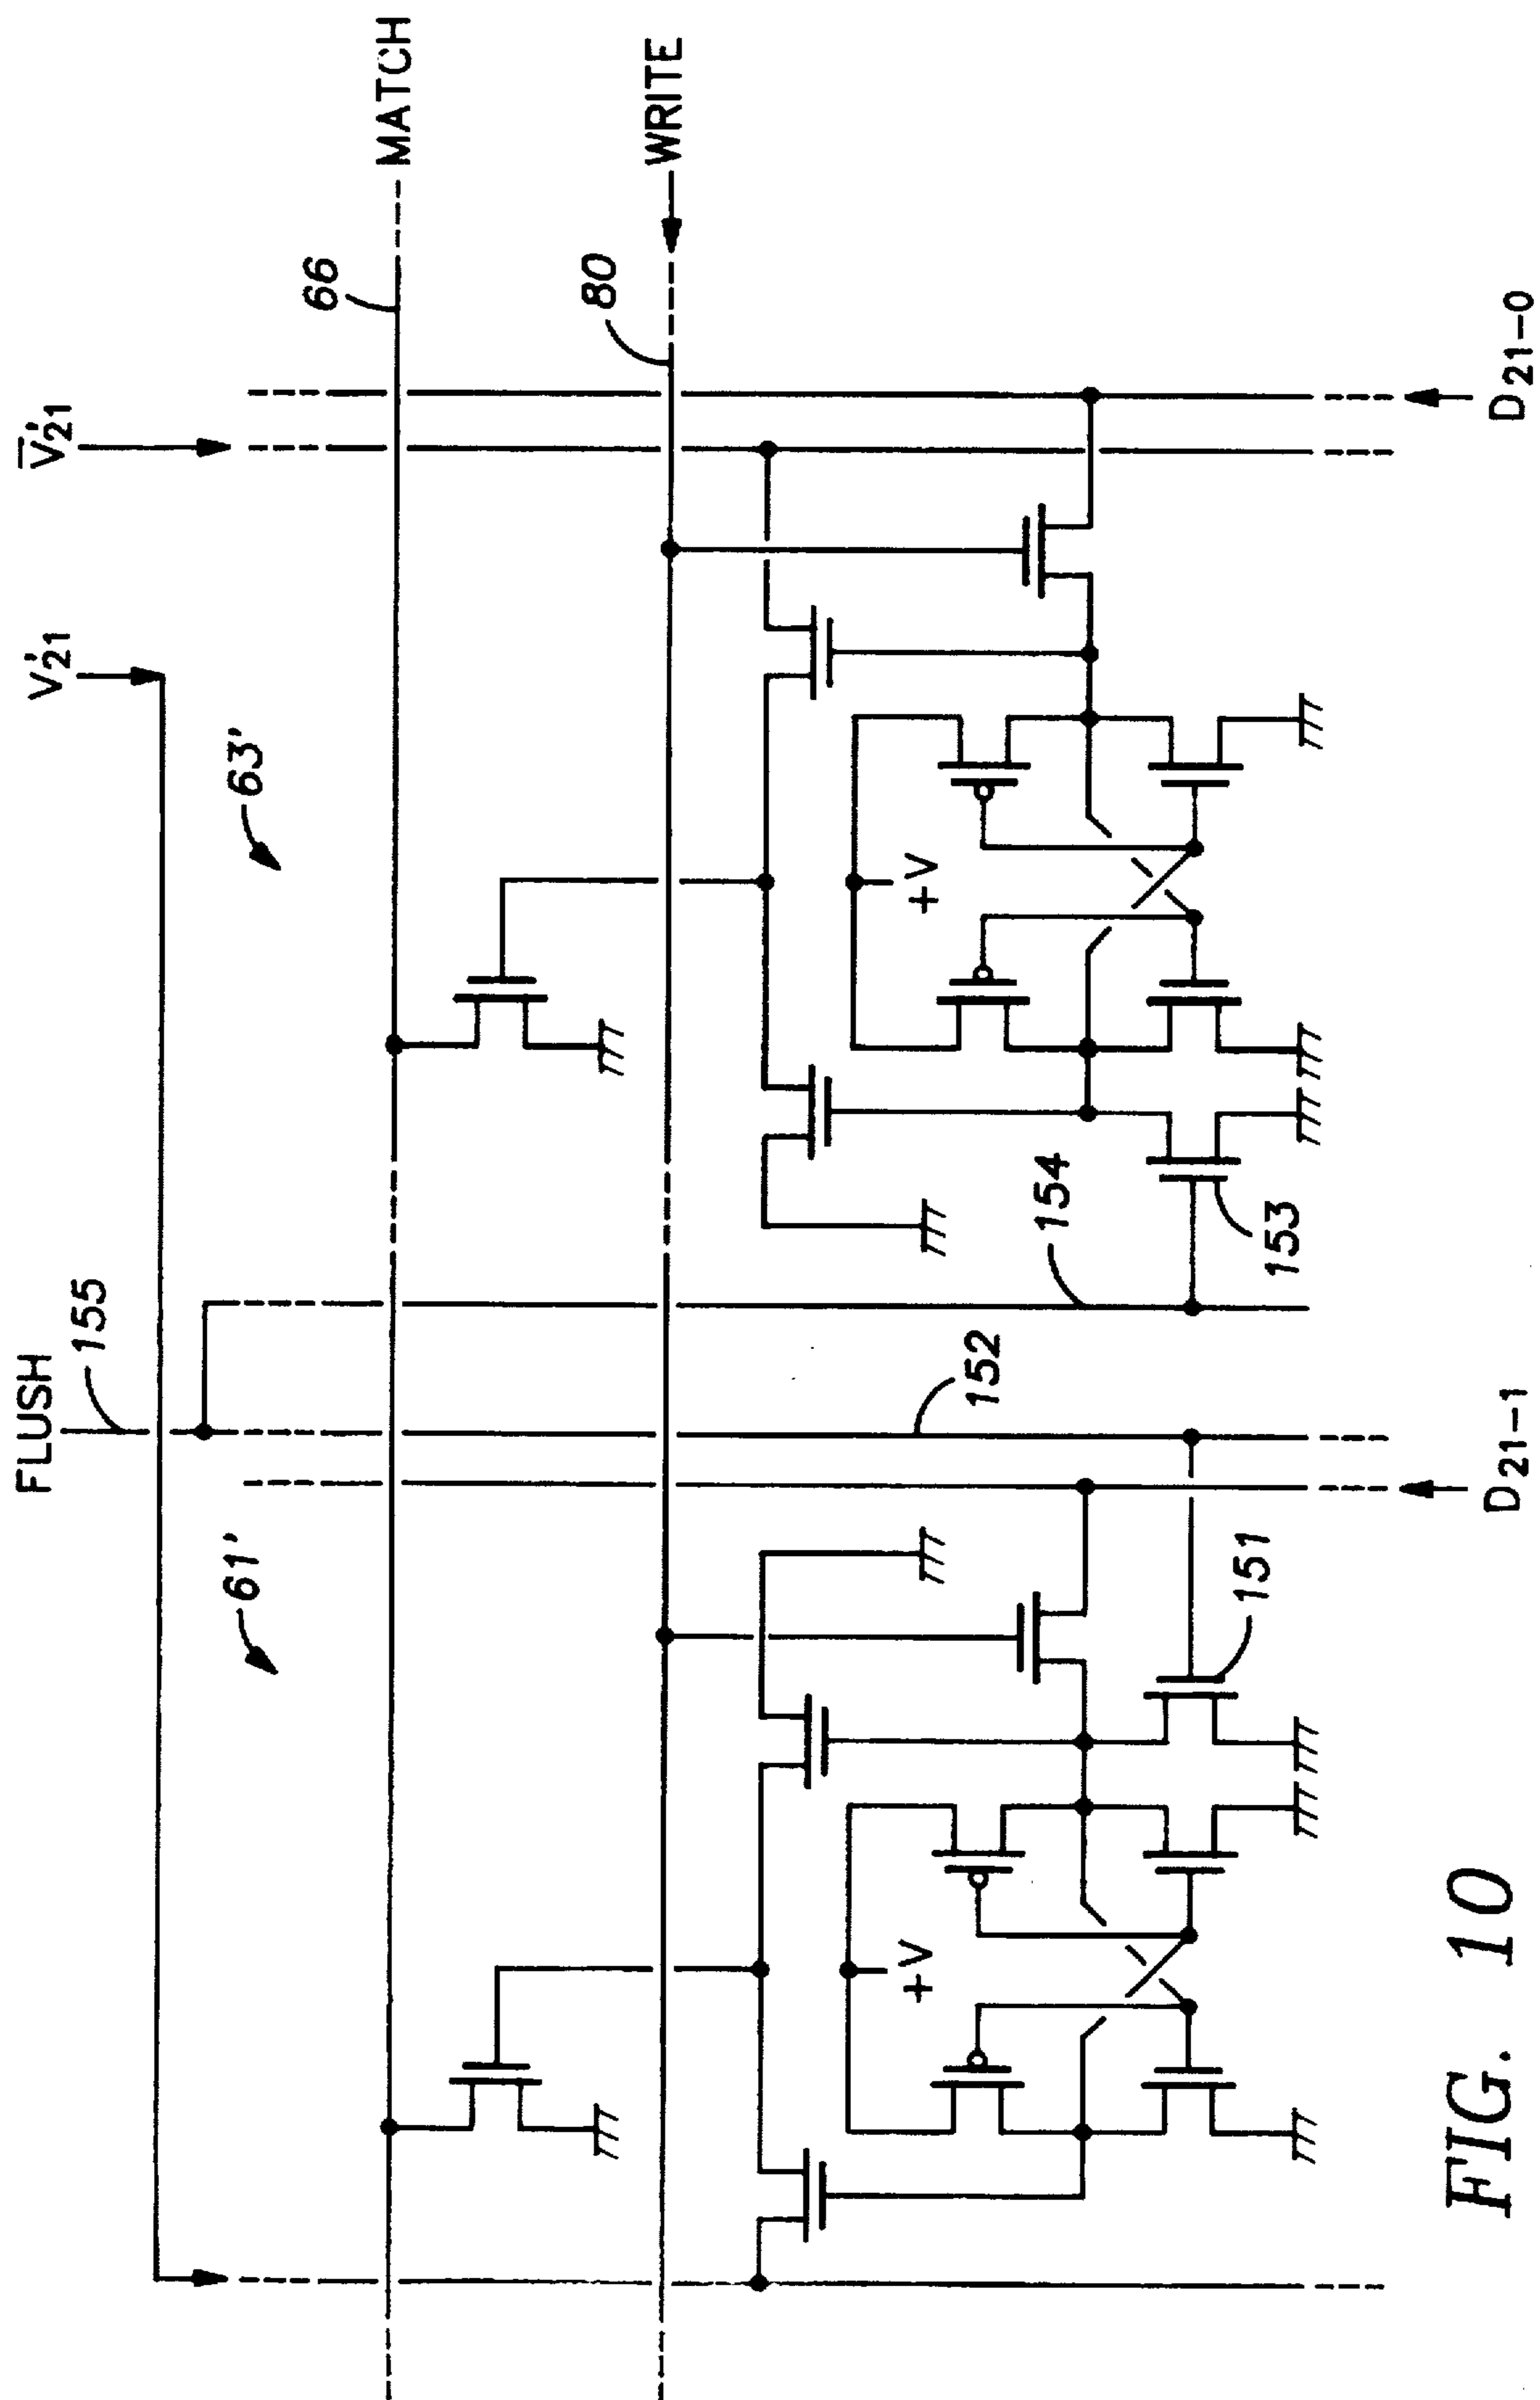 MATCH
WRITE
66
80
V̅'21
V'21
D21-0
63'
+V
153
154
155
FLUSH
152
D21-1
61'
151
+V
FIG. 10